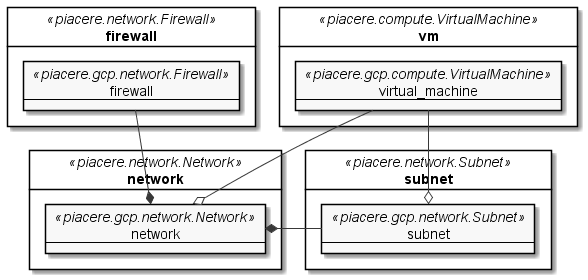 «piacere.network.Firewall»
firewall
«piacere.gcp.network.Firewall»
firewall
«piacere.compute.VirtualMachine»
vm
«piacere.gcp.compute.VirtualMachine»
virtual_machine
«piacere.network.Network»
network
«piacere.gcp.network.Network»
network
«piacere.network.Subnet»
subnet
«piacere.gcp.network.Subnet»
subnet